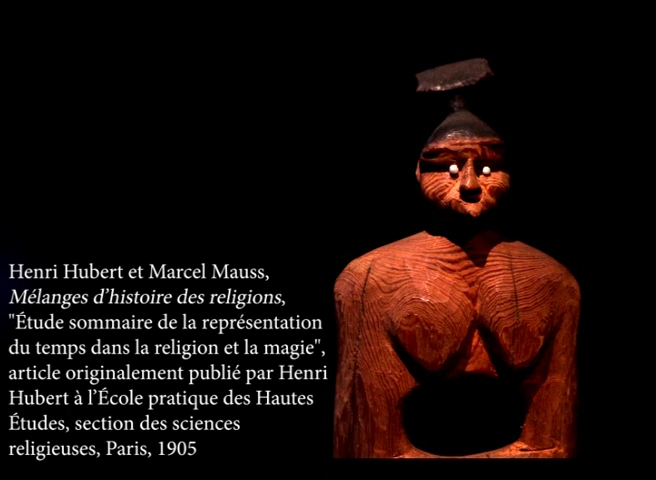 Henri Hubert et Marcel Mauss,
Mélanges d’histoire des religions,
"Étude sommaire de la représentation
du temps dans la religion et la magie",
article originalement publié par Henri
Hubert à l’École pratique des Hautes
Études, section des sciences
religieuses, Paris, 1905